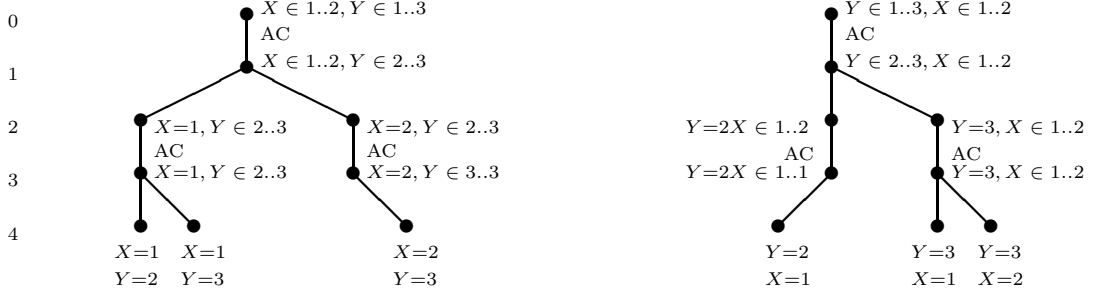 0
X ∈ 1..2, Y ∈ 1..3
Y ∈ 1..3, X ∈ 1..2
AC
AC
1
X ∈ 1..2, Y ∈ 2..3
Y ∈ 2..3, X ∈ 1..2
2
X=1, Y ∈ 2..3
X=2, Y ∈ 2..3
Y=2X ∈ 1..2
Y=3, X ∈ 1..2
AC
AC
AC
AC
3
X=1, Y ∈ 2..3
X=2, Y ∈ 3..3
Y=2X ∈ 1..1
Y=3, X ∈ 1..2
4
X=1
X=1
X=2
Y=2
Y=3
Y=3
Y=2
Y=3
Y=3
X=1
X=1
X=2